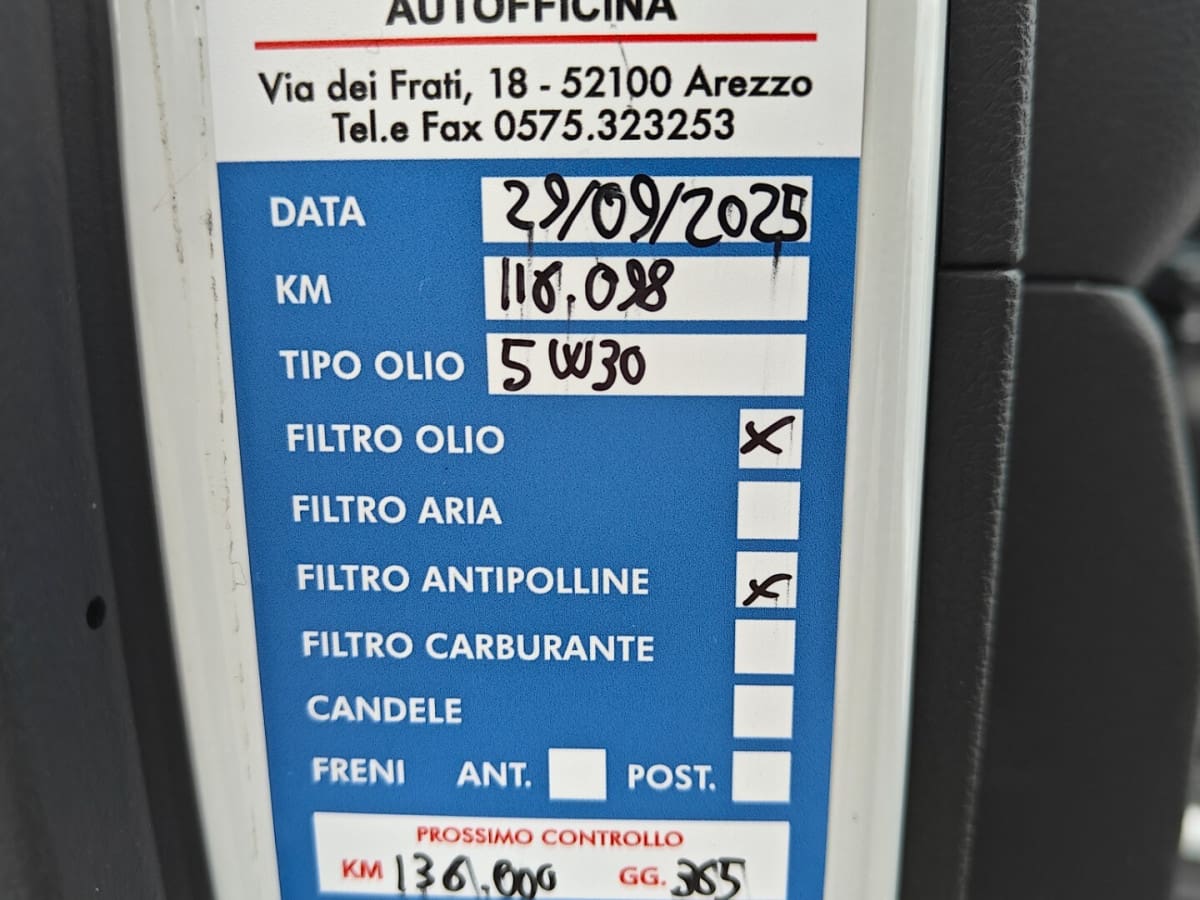 AUTOFFICINA
Via dei Frati, 18 - 52100 Arezzo
Tel.e Fax 0575.323253
DATA 29/09/2025
KM 116.098
TIPO OLIO 5W30
FILTRO OLIO X
FILTRO ARIA
FILTRO ANTIPOLLINE X
FILTRO CARBURANTE
CANDELE
FRENI ANT. POST.
PROSSIMO CONTROLLO
KM 136.000 GG. 365